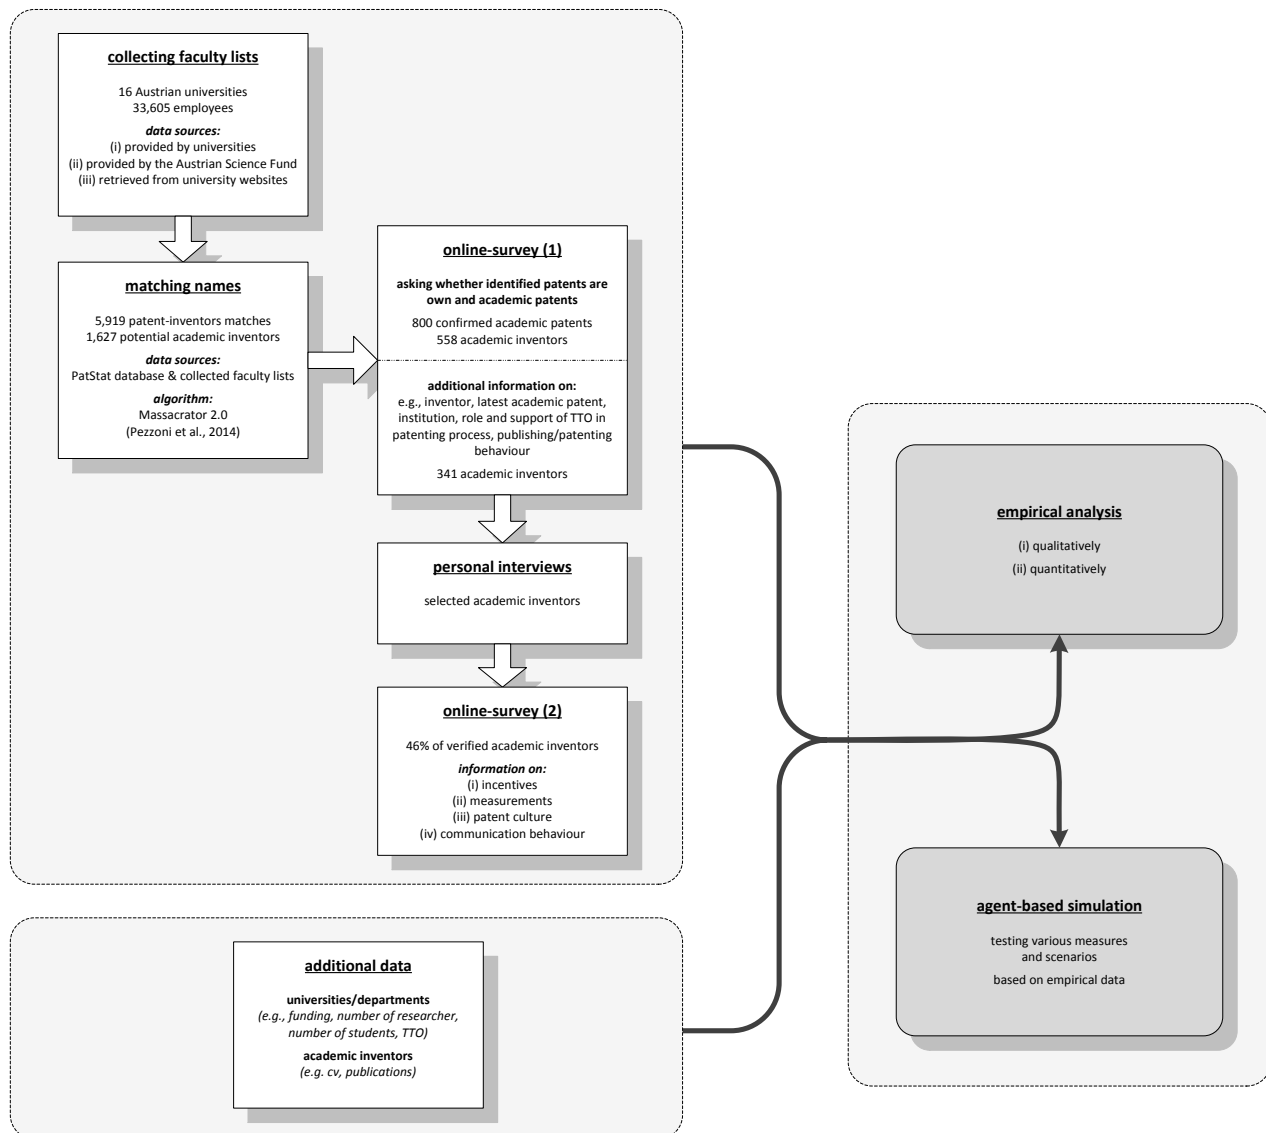 collecting faculty lists
16 Austrian universities
33,605 employees
data sources:
(i) provided by universities
(ii) provided by the Austrian Science Fund
(iii) retrieved from university websites
matching names
5,919 patent-inventors matches
1,627 potential academic inventors
data sources:
PatStat database & collected faculty lists
algorithm:
Massacrator 2.0
(Pezzoni et al., 2014)
online-survey (1)
asking whether identified patents are
own and academic patents
800 confirmed academic patents
558 academic inventors
additional information on:
e.g., inventor, latest academic patent,
institution, role and support of TTO in
patenting process, publishing/patenting
behaviour
341 academic inventors
personal interviews
selected academic inventors
online-survey (2)
46% of verified academic inventors
information on:
(i) incentives
(ii) measurements
(iii) patent culture
(iv) communication behaviour
additional data
universities/departments
(e.g., funding, number of researcher,
number of students, TTO)
academic inventors
(e.g. cv, publications)
empirical analysis
(i) qualitatively
(ii) quantitatively
agent-based simulation
testing various measures
and scenarios
based on empirical data